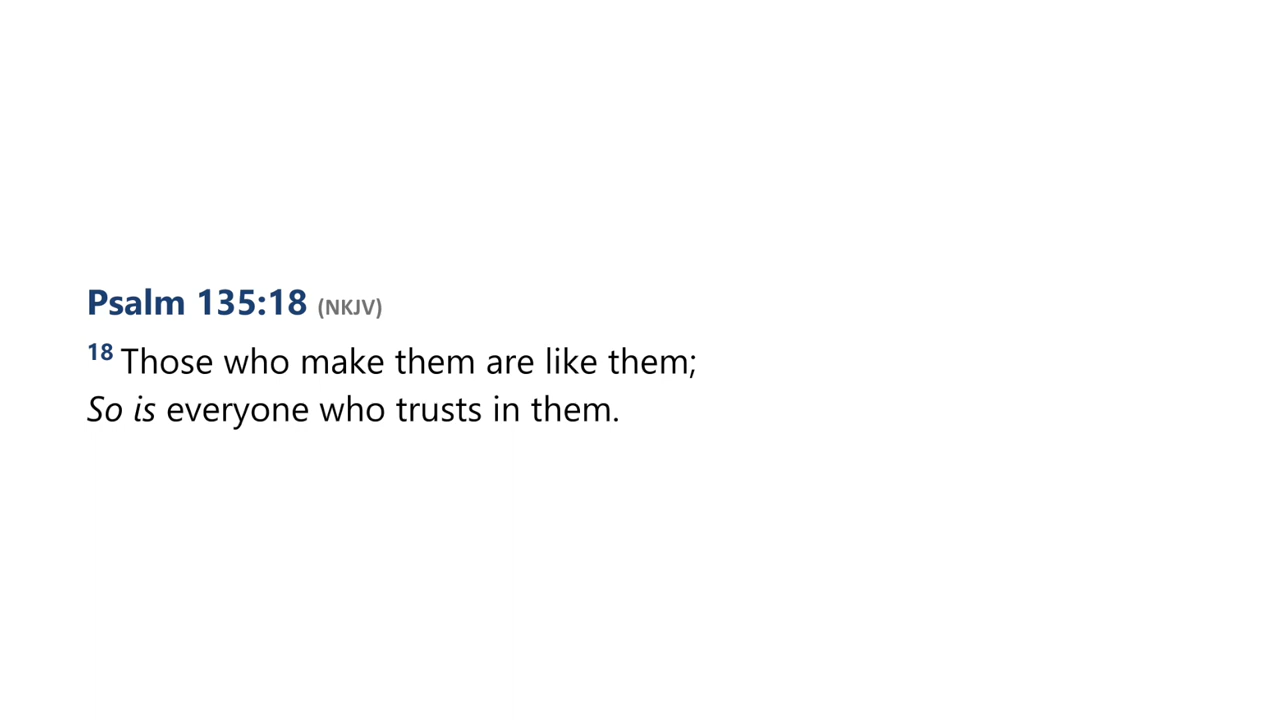 Psalm 135:18 (NKJV)
18 Those who make them are like them;
So is everyone who trusts in them.